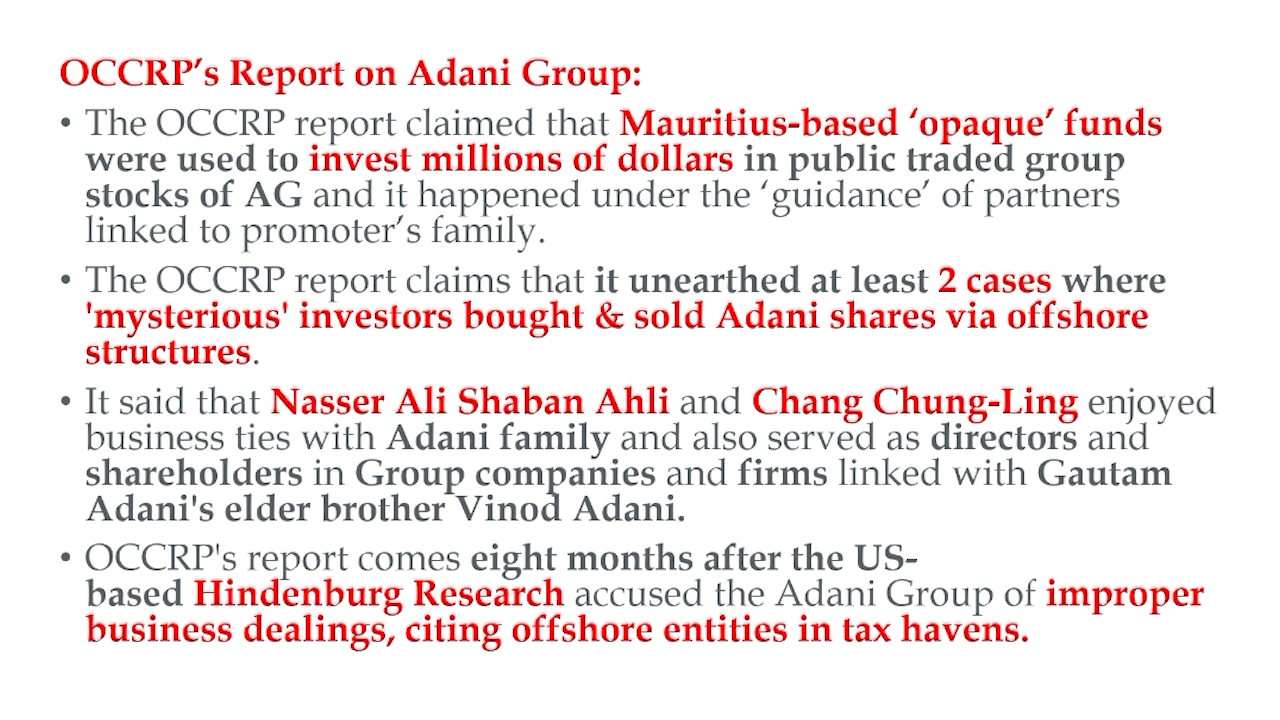 OCCRP’s Report on Adani Group:
• The OCCRP report claimed that Mauritius-based ‘opaque’ funds
were used to invest millions of dollars in public traded group
stocks of AG and it happened under the ‘guidance’ of partners
linked to promoter’s family.
• The OCCRP report claims that it unearthed at least 2 cases where
'mysterious' investors bought & sold Adani shares via offshore
structures.
• It said that Nasser Ali Shaban Ahli and Chang Chung-Ling enjoyed
business ties with Adani family and also served as directors and
shareholders in Group companies and firms linked with Gautam
Adani's elder brother Vinod Adani.
• OCCRP's report comes eight months after the US-
based Hindenburg Research accused the Adani Group of improper
business dealings, citing offshore entities in tax havens.